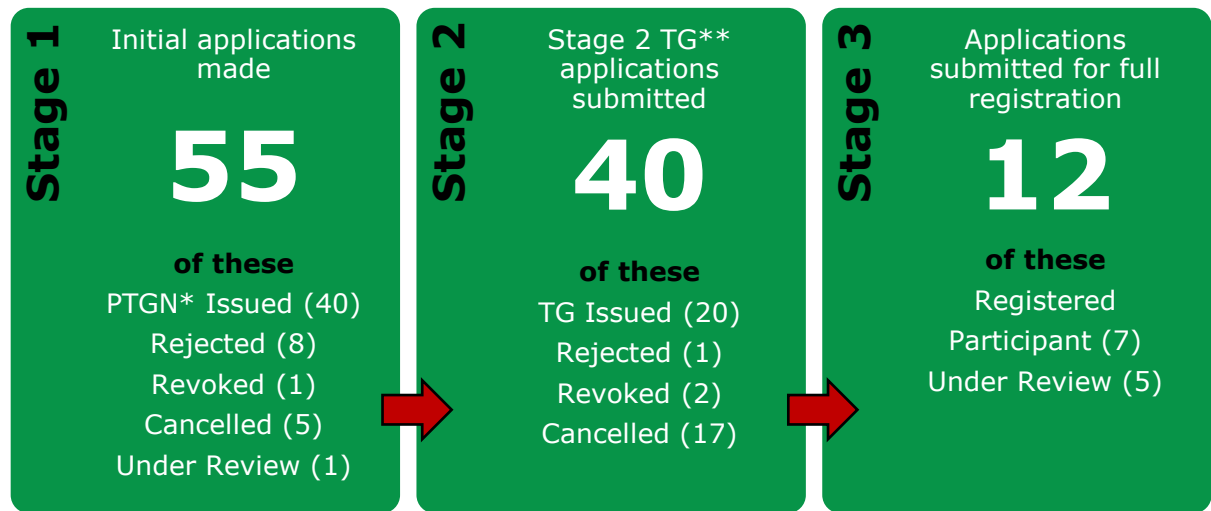 Stage 1
Initial applications
made
55
of these
PTGN* Issued (40)
Rejected (8)
Revoked (1)
Cancelled (5)
Under Review (1)
Stage 2
Stage 2 TG**
applications
submitted
40
of these
TG Issued (20)
Rejected (1)
Revoked (2)
Cancelled (17)
Stage 3
Applications
submitted for full
registration
12
of these
Registered
Participant (7)
Under Review (5)